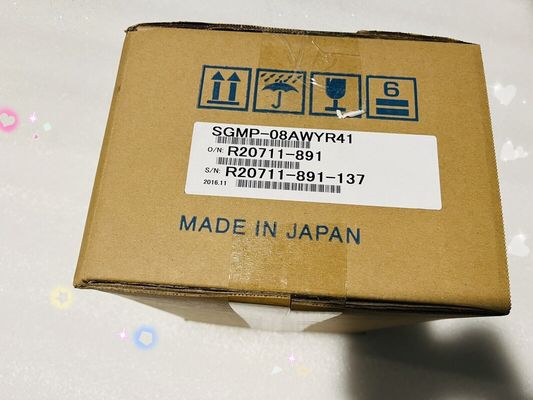 6
SGMP-08AWYR41
O/N: R20711-891
S/N: R20711-891-137
2016.11
MADE IN JAPAN